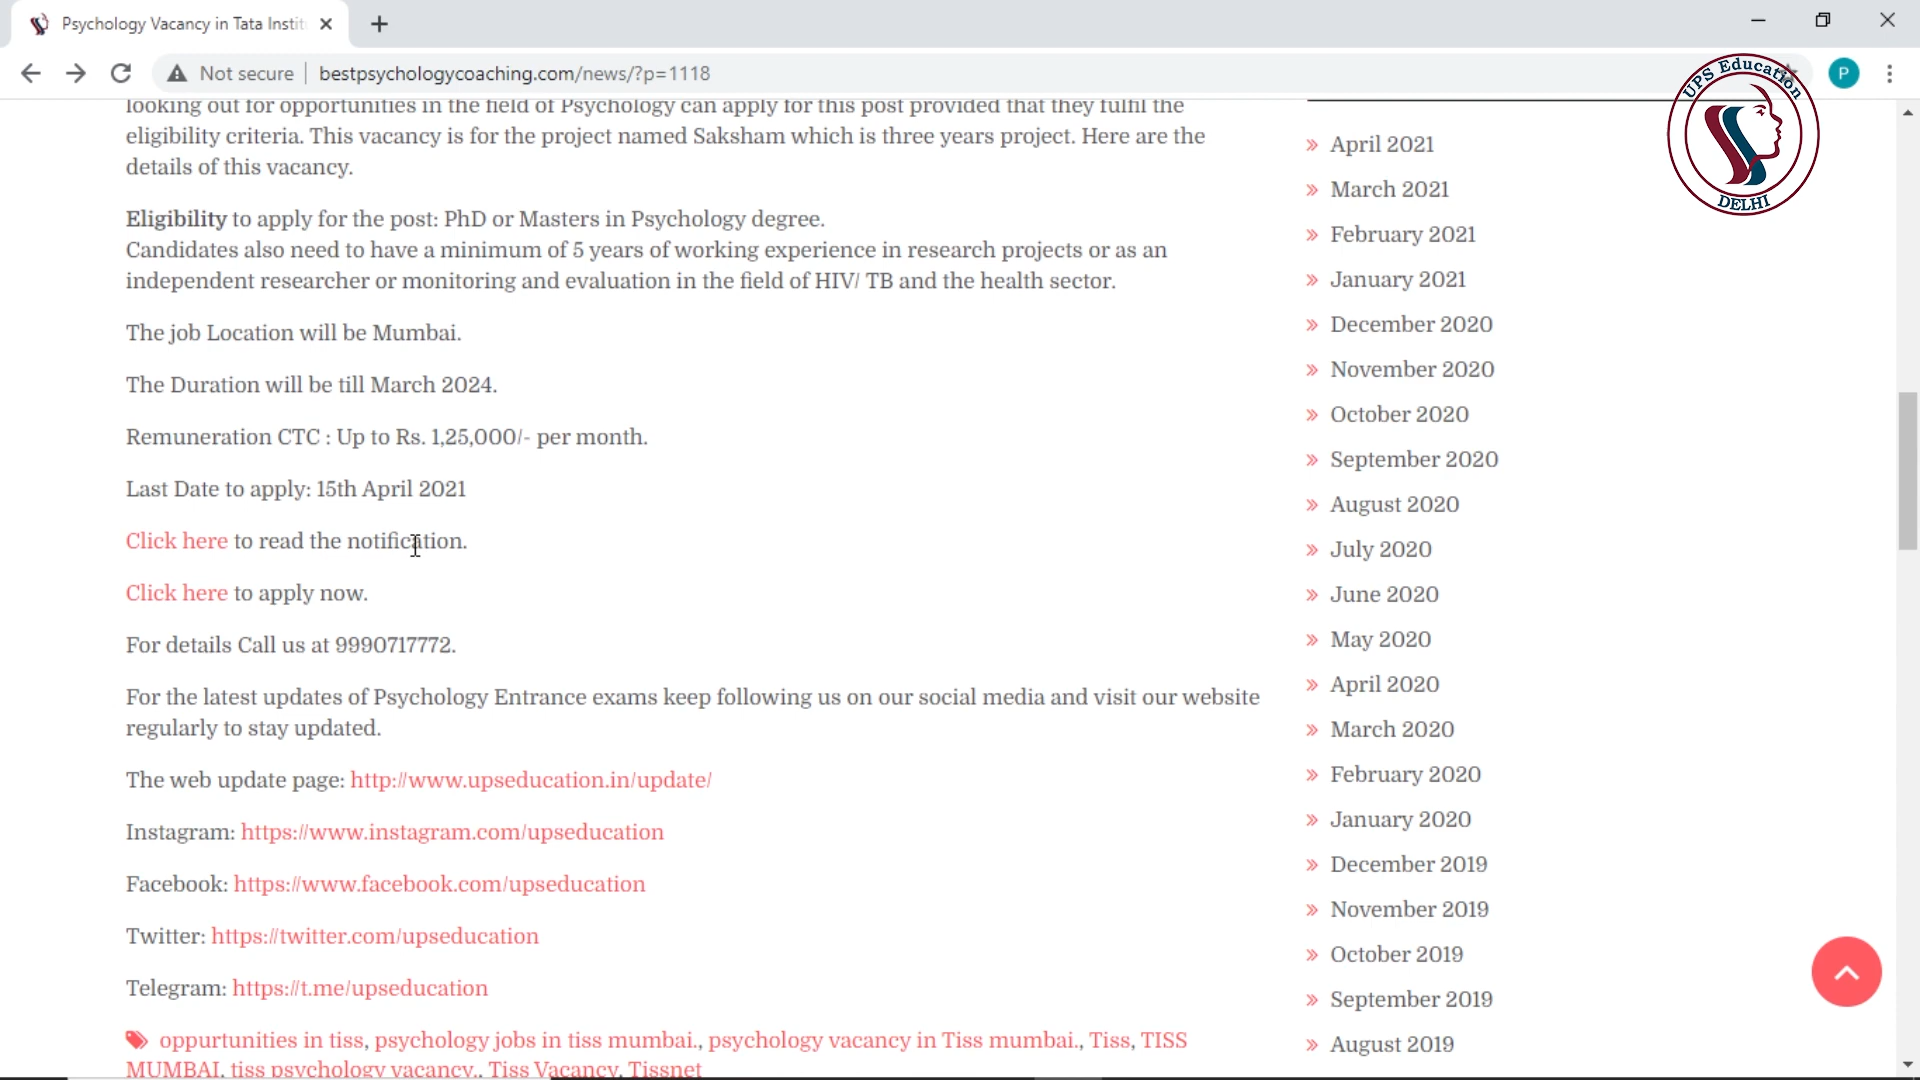 Psychology Vacancy in Tata Instit
Not secure
bestpsychologycoaching.com/news/?p=1118
P
UPS Education
DELHI
looking out for opportunities in the field of Psychology can apply for this post provided that they fulfil the
eligibility criteria. This vacancy is for the project named Saksham which is three years project. Here are the
details of this vacancy.
Eligibility to apply for the post: PhD or Masters in Psychology degree.
Candidates also need to have a minimum of 5 years of working experience in research projects or as an
independent researcher or monitoring and evaluation in the field of HIV/ TB and the health sector.
The job Location will be Mumbai.
The Duration will be till March 2024.
Remuneration CTC : Up to Rs. 1,25,000/- per month.
Last Date to apply: 15th April 2021
Click here to read the notification.
Click here to apply now.
For details Call us at 9990717772.
For the latest updates of Psychology Entrance exams keep following us on our social media and visit our website
regularly to stay updated.
The web update page: http://www.upseducation.in/update/
Instagram: https://www.instagram.com/upseducation
Facebook: https://www.facebook.com/upseducation
Twitter: https://twitter.com/upseducation
Telegram: https://t.me/upseducation
oppurtunities in tiss, psychology jobs in tiss mumbai., psychology vacancy in Tiss mumbai., Tiss, TISS
MUMBAI, tiss psychology vacancy., Tiss Vacancy, Tissnet
» April 2021
» March 2021
» February 2021
» January 2021
» December 2020
» November 2020
» October 2020
» September 2020
» August 2020
» July 2020
» June 2020
» May 2020
» April 2020
» March 2020
» February 2020
» January 2020
» December 2019
» November 2019
» October 2019
» September 2019
» August 2019